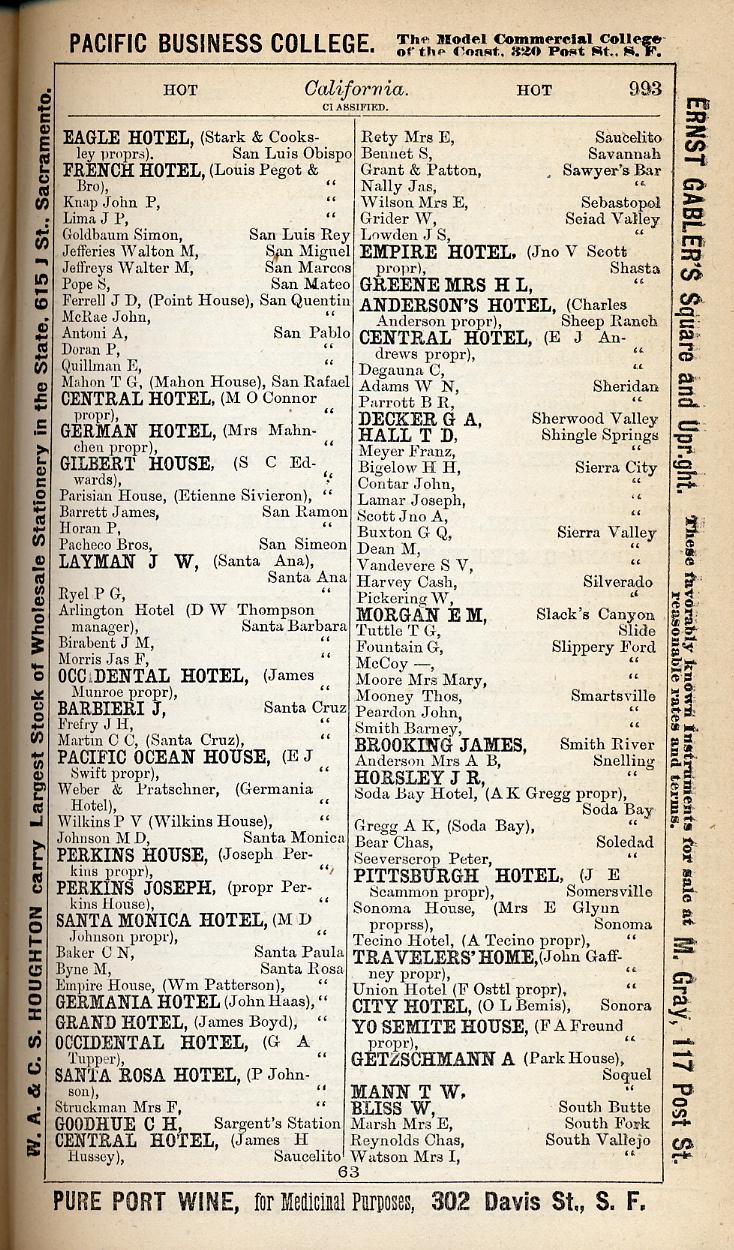 PACIFIC BUSINESS COLLEGE. The Model Commercial College
of the Coast, 320 Post St., S. F.
HOT California. HOT 993
CLASSIFIED.
W. A. & C. S. HOUGHTON carry Largest Stock of Wholesale Stationery in the State, 615 J St., Sacramento.
EAGLE HOTEL, (Stark & Cooks-
ley proprs). San Luis Obispo
FRENCH HOTEL, (Louis Pegot &
Bro), “
Knap John P, “
Lima J P, “
Goldbaum Simon, San Luis Rey
Jefferies Walton M, San Miguel
Jeffreys Walter M, San Marcos
Pope S, San Mateo
Ferrell J D, (Point House), San Quentin
McRae John, “
Antoni A, San Pablo
Doran P, “
Quillman E, “
Mahon T G, (Mahon House), San Rafael
CENTRAL HOTEL, (M O Connor
propr), “
GERMAN HOTEL, (Mrs Mahn-
chen propr), “
GILBERT HOUSE, (S C Ed-
wards), “
Parisian House, (Etienne Sivieron), “
Barrett James, San Ramon
Horan P, “
Pacheco Bros, San Simeon
LAYMAN J W, (Santa Ana),
Santa Ana
Ryel P G, “
Arlington Hotel (D W Thompson
manager), Santa Barbara
Birabent J M, “
Morris Jas F, “
OCCIDENTAL HOTEL, (James
Munroe propr), “
BARBIERI J, Santa Cruz
Frefry J H, “
Martin C C, (Santa Cruz), “
PACIFIC OCEAN HOUSE, (E J
Swift propr), “
Weber & Pratschner, (Germania
Hotel), “
Wilkins P V (Wilkins House), “
Johnson M D, Santa Monica
PERKINS HOUSE, (Joseph Per-
kins propr), “
PERKINS JOSEPH, (propr Per-
kins House), “
SANTA MONICA HOTEL, (M D
Johnson propr), “
Baker C N, Santa Paula
Byne M, Santa Rosa
Empire House, (Wm Patterson), “
GERMANIA HOTEL (John Haas), “
GRAND HOTEL, (James Boyd), “
OCCIDENTAL HOTEL, (G A
Tupper), “
SANTA ROSA HOTEL, (P John-
son), “
Struckman Mrs F, “
GOODHUE C H, Sargent's Station
CENTRAL HOTEL, (James H
Hussey), Saucelito
Rety Mrs E, Saucelito
Bennet S, Savannah
Grant & Patton, Sawyer's Bar
Nally Jas, “
Wilson Mrs E, Sebastopol
Grider W, Seiad Valley
Lowden J S, “
EMPIRE HOTEL, (Jno V Scott
propr), Shasta
GREENE MRS H L, “
ANDERSON'S HOTEL, (Charles
Anderson propr), Sheep Ranch
CENTRAL HOTEL, (E J An-
drews propr), “
Degauna C, “
Adams W N, Sheridan
Parrott B R, “
DECKER G A, Sherwood Valley
HALL T D, Shingle Springs
Meyer Franz, “
Bigelow H H, Sierra City
Contar John, “
Lamar Joseph, “
Scott Jno A, “
Buxton G Q, Sierra Valley
Dean M, “
Vandevere S V, “
Harvey Cash, Silverado
Pickering W, “
MORGAN E M, Slack's Canyon
Tuttle T G, Slide
Fountain G, Slippery Ford
McCoy —, “
Moore Mrs Mary, “
Mooney Thos, Smartsville
Peardon John, “
Smith Barney, “
BROOKING JAMES, Smith River
Anderson Mrs A B, Snelling
HORSLEY J R, “
Soda Bay Hotel, (A K Gregg propr),
Soda Bay
Gregg A K, (Soda Bay), “
Bear Chas, Soledad
Seeverscrop Peter, “
PITTSBURGH HOTEL, (J E
Scammon propr), Somersville
Sonoma House, (Mrs E Glynn
proprss), Sonoma
Tecino Hotel, (A Tecino propr), “
TRAVELERS' HOME, (John Gaff-
ney propr), “
Union Hotel (F Osttl propr), “
CITY HOTEL, (O L Bemis), Sonora
YO SEMITE HOUSE, (F A Freund
propr), “
GETZSCHMANN A (Park House),
Soquel
MANN T W, “
BLISS W, South Butte
Marsh Mrs E, South Fork
Reynolds Chas, South Vallejo
Watson Mrs I, “
63
ERNST GABLER'S Square and Upright. These favorably known Instruments for sale at
reasonable rates and terms. M. Gray, 117 Post St.
PURE PORT WINE, for Medicinal Purposes, 302 Davis St., S. F.